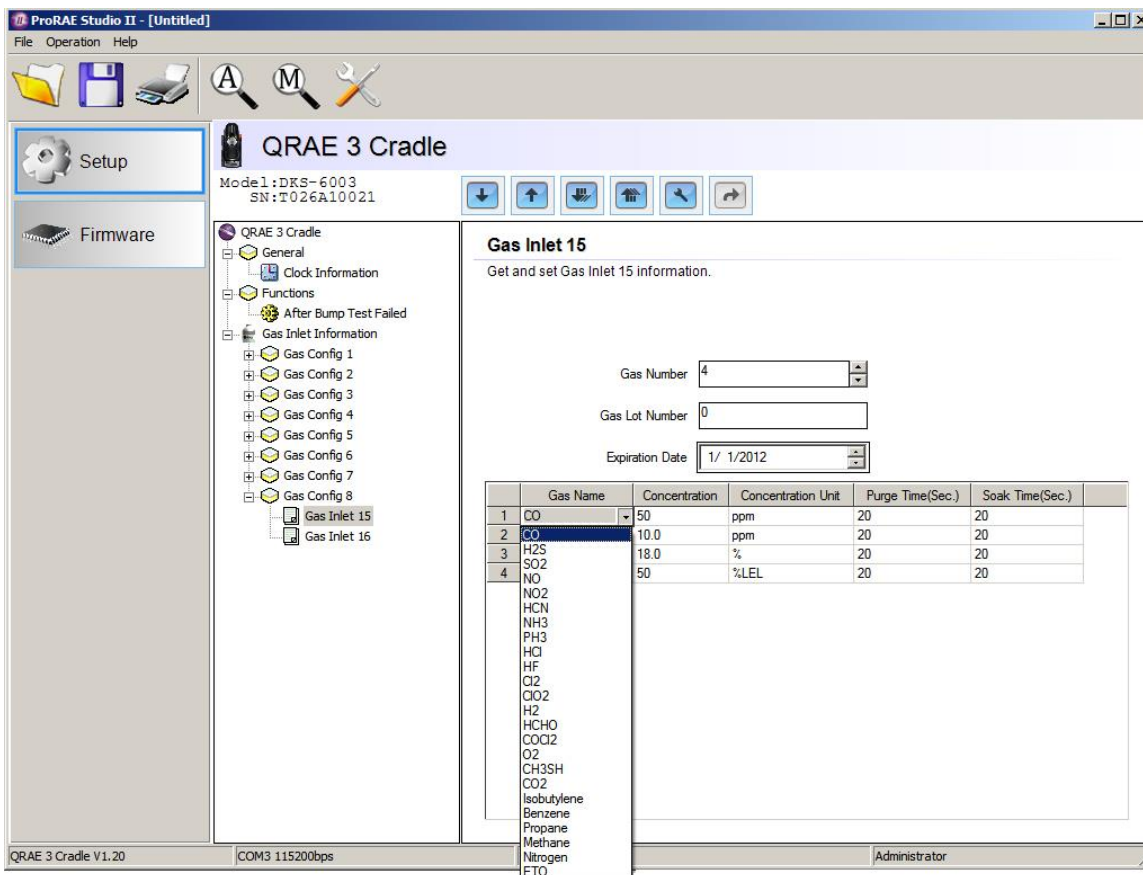 ProRAE Studio II - [Untitled]
File Operation Help
A M
Setup
Firmware
QRAE 3 Cradle
Model:DKS-6003
SN:T026A10021
QRAE 3 Cradle
General
Clock Information
Functions
After Bump Test Failed
Gas Inlet Information
Gas Config 1
Gas Config 2
Gas Config 3
Gas Config 4
Gas Config 5
Gas Config 6
Gas Config 7
Gas Config 8
Gas Inlet 15
Gas Inlet 16
Gas Inlet 15
Get and set Gas Inlet 15 information.
Gas Number 4
Gas Lot Number 0
Expiration Date 1/ 1/2012
Gas Name Concentration Concentration Unit Purge Time(Sec.) Soak Time(Sec.)
1 CO 50 ppm 20 20
2 10.0 ppm 20 20
3 18.0 % 20 20
4 50 %LEL 20 20
CO
H2S
SO2
NO
NO2
HCN
NH3
PH3
HCl
HF
Cl2
ClO2
H2
HCHO
COCl2
O2
CH3SH
CO2
Isobutylene
Benzene
Propane
Methane
Nitrogen
ETO
QRAE 3 Cradle V1.20 COM3 115200bps Administrator